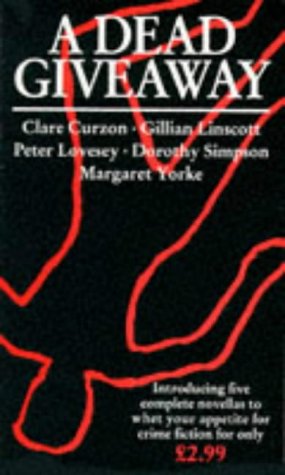 A DEAD
GIVEAWAY
Clare Curzon · Gillian Linscott
Peter Lovesey · Dorothy Simpson
Margaret Yorke
Introducing five
complete novellas to
whet your appetite for
crime fiction for only
£2.99